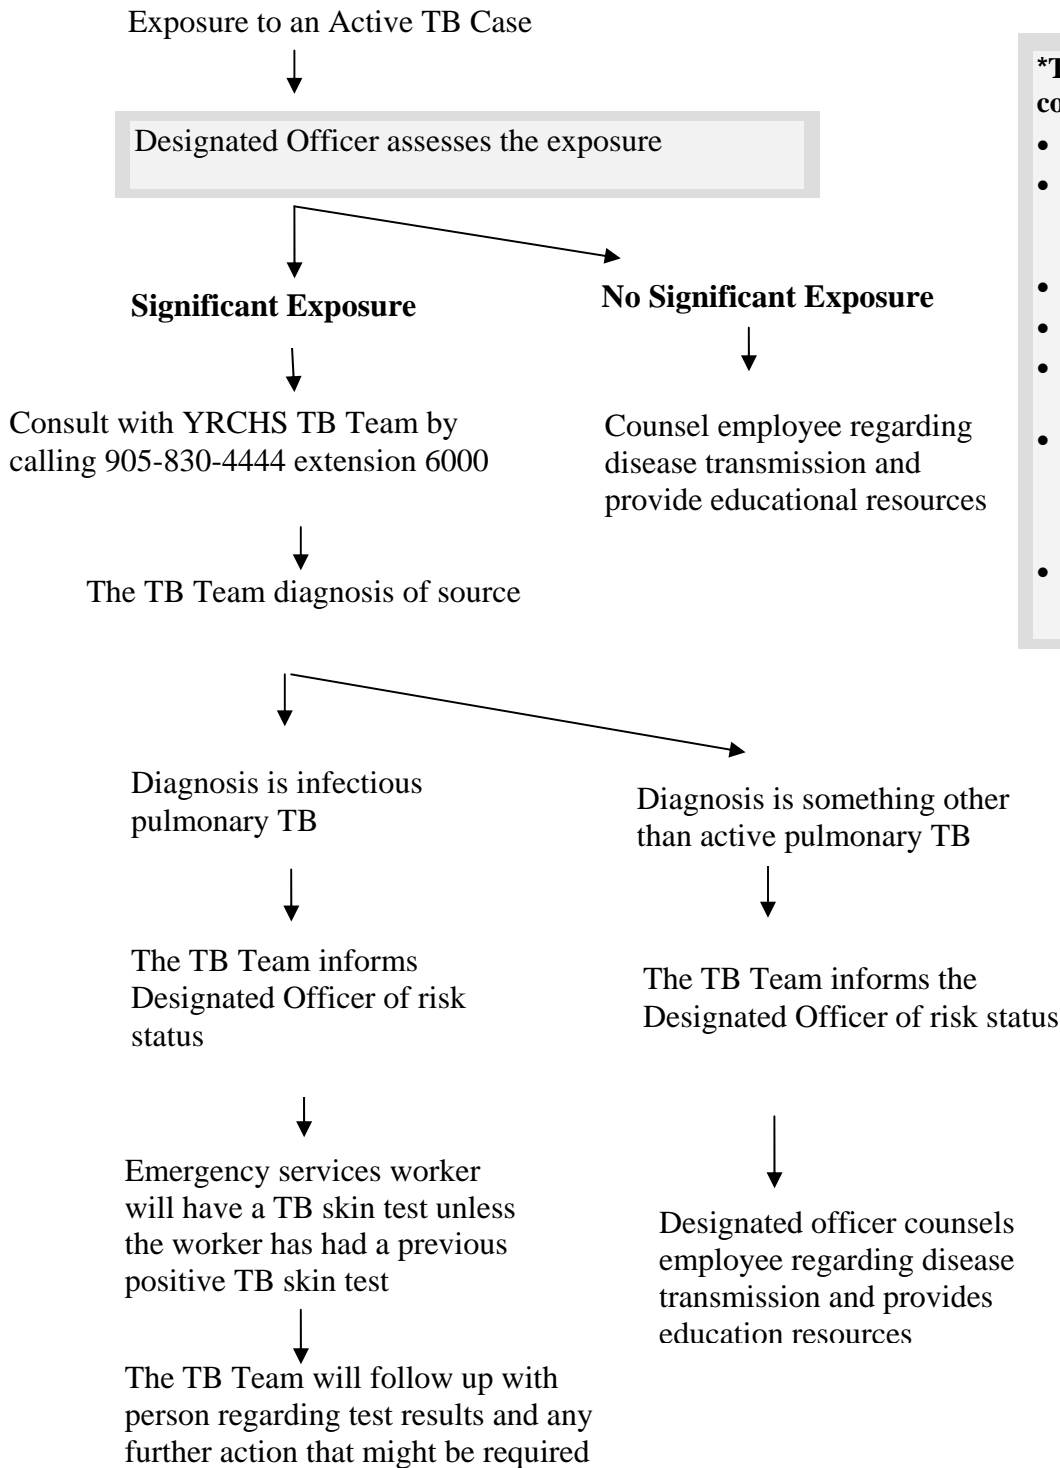 Exposure to an Active TB Case
Designated Officer assesses the exposure
Significant Exposure
No Significant Exposure
Consult with YRCHS TB Team by
calling 905-830-4444 extension 6000
Counsel employee regarding
disease transmission and
provide educational resources
The TB Team diagnosis of source
Diagnosis is infectious
pulmonary TB
Diagnosis is something other
than active pulmonary TB
The TB Team informs
Designated Officer of risk
status
The TB Team informs the
Designated Officer of risk status
Emergency services worker
will have a TB skin test unless
the worker has had a previous
positive TB skin test
Designated officer counsels
employee regarding disease
transmission and provides
education resources
The TB Team will follow up with
person regarding test results and any
further action that might be required